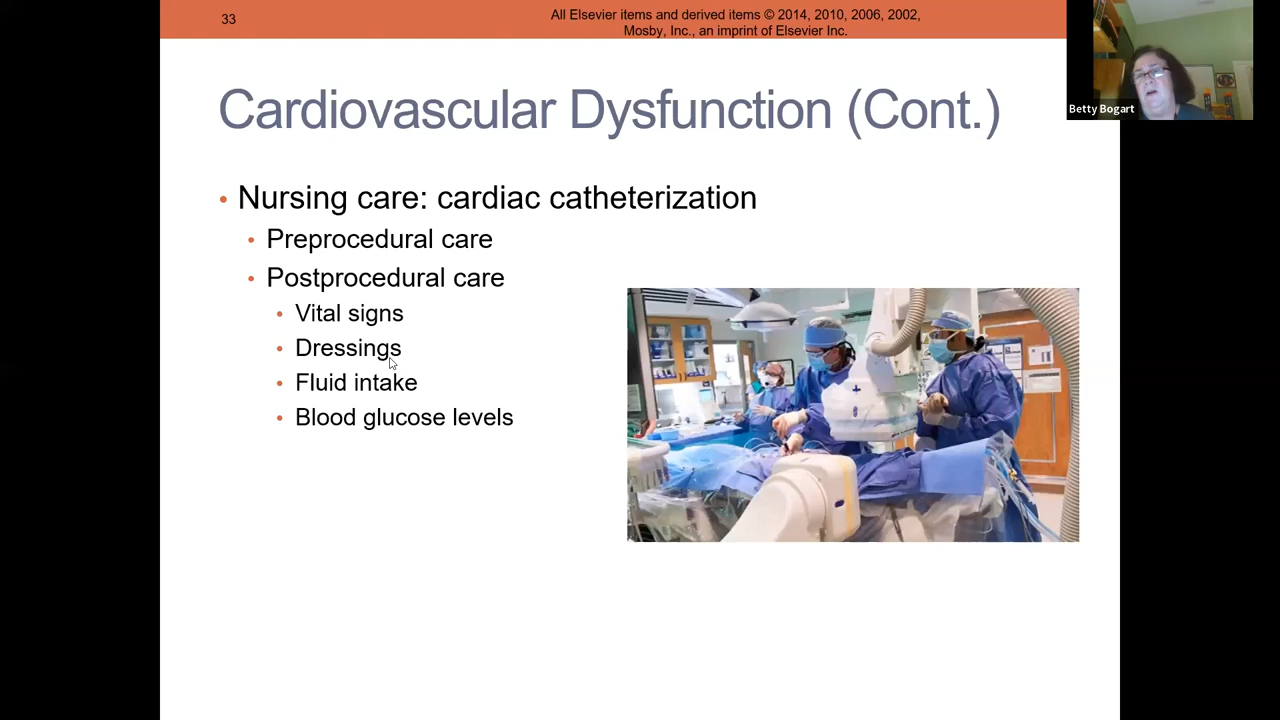 33
All Elsevier items and derived items © 2014, 2010, 2006, 2002,
Mosby, Inc., an imprint of Elsevier Inc.
Betty Bogart
Cardiovascular Dysfunction (Cont.)
• Nursing care: cardiac catheterization
• Preprocedural care
• Postprocedural care
• Vital signs
• Dressings
• Fluid intake
• Blood glucose levels